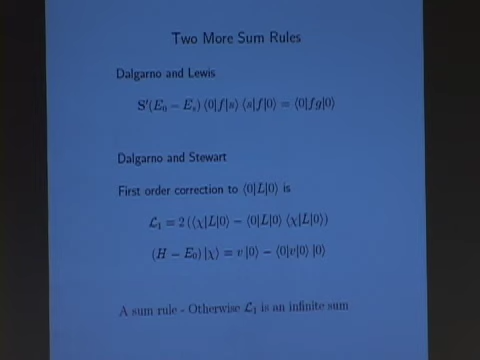 Two More Sum Rules
Dalgarno and Lewis
S′(E₀ − Eₛ) ⟨0|f|s⟩ ⟨s|f|0⟩ = ⟨0|fg|0⟩
Dalgarno and Stewart
First order correction to ⟨0|L|0⟩ is
ℒ₁ = 2 (⟨χ|L|0⟩ − ⟨0|L|0⟩ ⟨χ|L|0⟩)
(H − E₀) |χ⟩ = v |0⟩ − ⟨0|v|0⟩ |0⟩
A sum rule - Otherwise ℒ₁ is an infinite sum